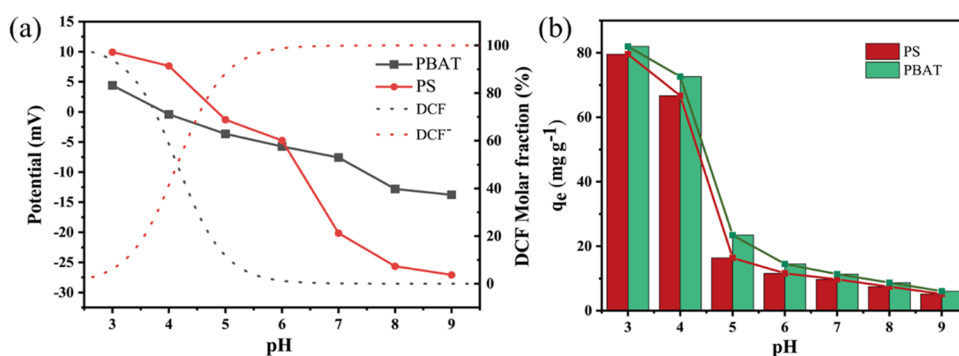 (a)
Potential (mV)
15
10
5
0
-5
-10
-15
-20
-25
-30
3 4 5 6 7 8 9
pH
PBAT
PS
DCF
DCF⁻
100
80
60
40
20
0
DCF Molar fraction (%)
(b)
qₑ (mg g⁻¹)
80
60
40
20
0
3 4 5 6 7 8 9
pH
PS
PBAT